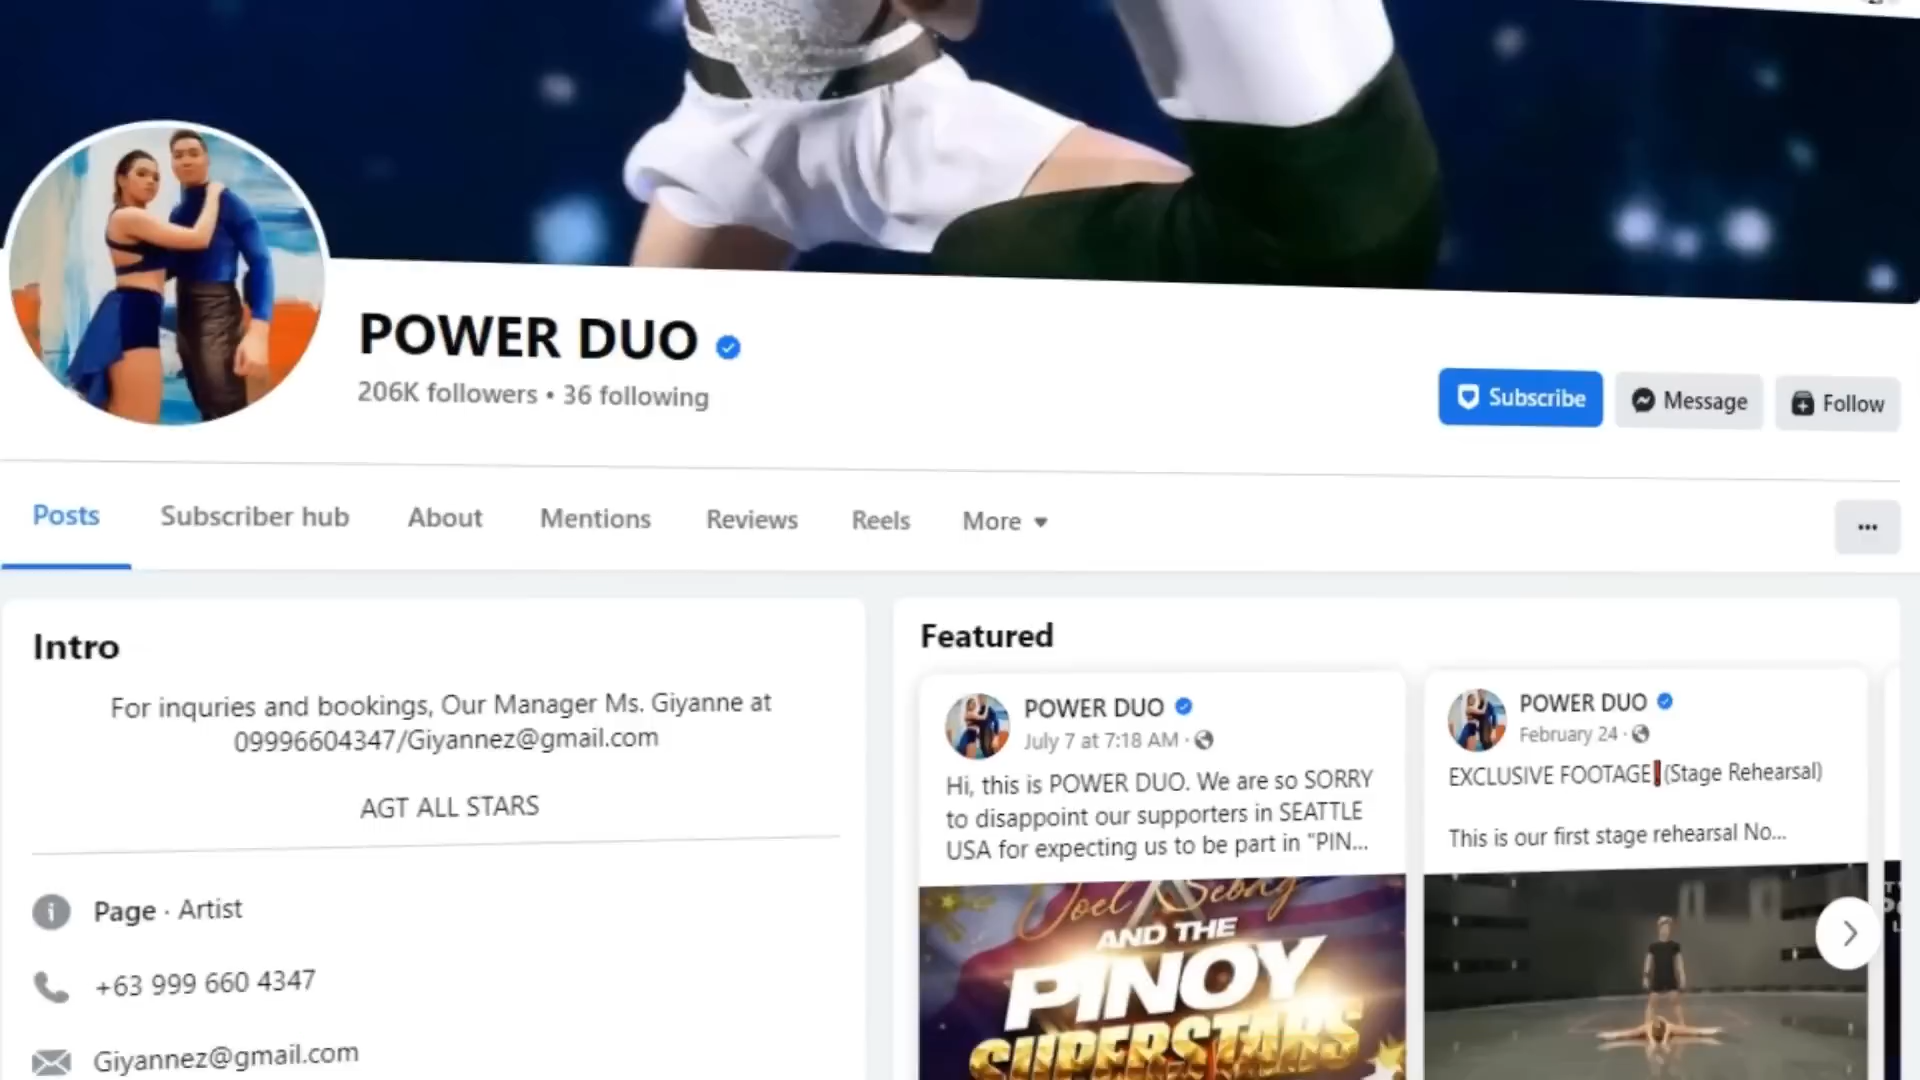 POWER DUO
206K followers • 36 following
Subscribe
Message
Follow
Posts
Subscriber hub
About
Mentions
Reviews
Reels
More
Intro
For inquries and bookings, Our Manager Ms. Giyanne at
09996604347/Giyannez@gmail.com
AGT ALL STARS
Page · Artist
+63 999 660 4347
Giyannez@gmail.com
Featured
POWER DUO
July 7 at 7:18 AM ·
Hi, this is POWER DUO. We are so SORRY
to disappoint our supporters in SEATTLE
USA for expecting us to be part in "PIN...
Joel
AND THE
PINOY
SUPERSTARS
POWER DUO
February 24 ·
EXCLUSIVE FOOTAGE❗(Stage Rehearsal)
This is our first stage rehearsal No...